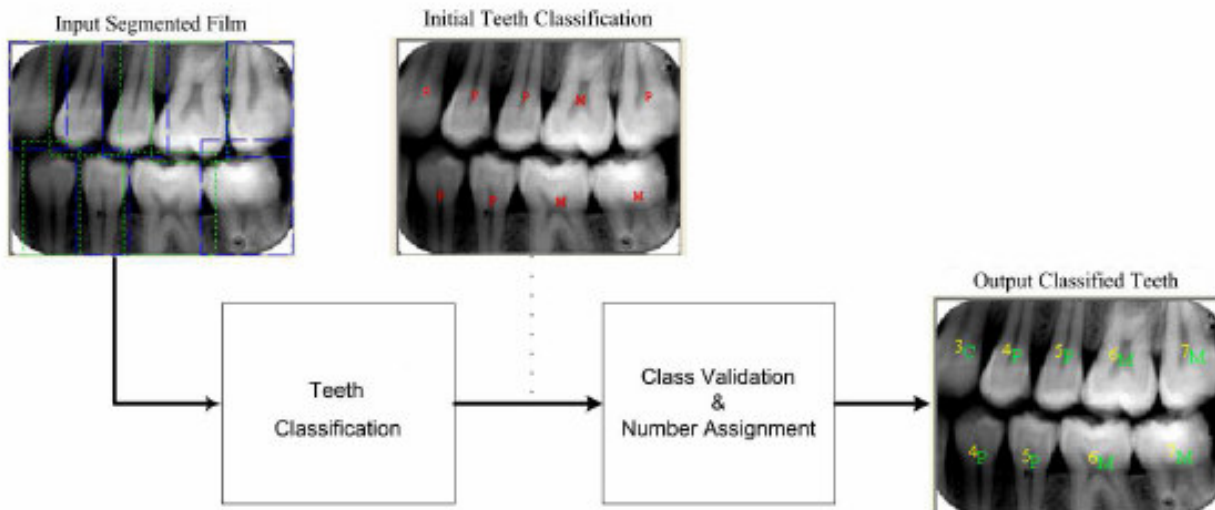 Input Segmented Film
Initial Teeth Classification
P P M P
P P M M
Teeth
Classification
Class Validation
&
Number Assignment
Output Classified Teeth
3C 4P 5P 6M 7M
4P 5P 6M 7M